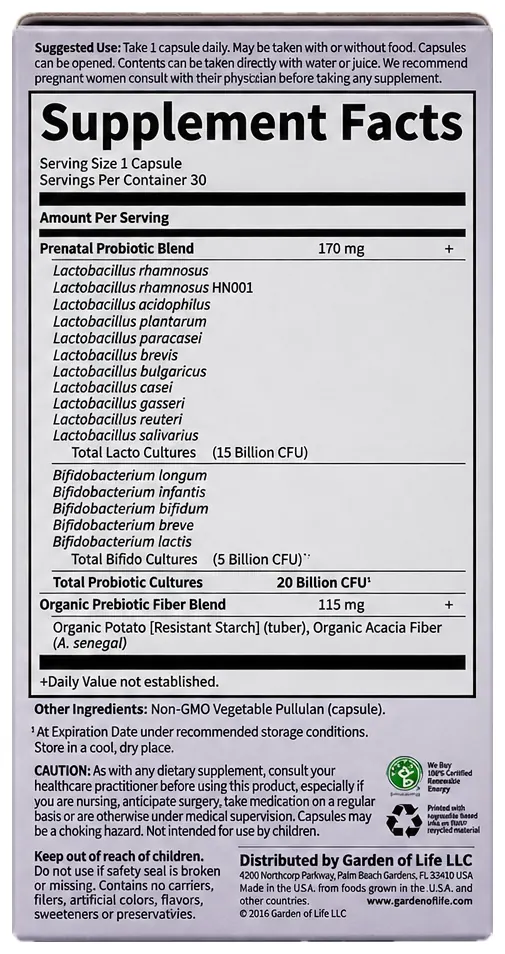 Suggested Use: Take 1 capsule daily. May be taken with or without food. Capsules
can be opened. Contents can be taken directly with water or juice. We recommend
pregnant women consult with their physician before taking any supplement.
Supplement Facts
Serving Size 1 Capsule
Servings Per Container 30
Amount Per Serving
Prenatal Probiotic Blend 170 mg +
Lactobacillus rhamnosus
Lactobacillus rhamnosus HN001
Lactobacillus acidophilus
Lactobacillus plantarum
Lactobacillus paracasei
Lactobacillus brevis
Lactobacillus bulgaricus
Lactobacillus casei
Lactobacillus gasseri
Lactobacillus reuteri
Lactobacillus salivarius
Total Lacto Cultures (15 Billion CFU)
Bifidobacterium longum
Bifidobacterium infantis
Bifidobacterium bifidum
Bifidobacterium breve
Bifidobacterium lactis
Total Bifido Cultures (5 Billion CFU)
Total Probiotic Cultures 20 Billion CFU¹
Organic Prebiotic Fiber Blend 115 mg +
Organic Potato [Resistant Starch] (tuber), Organic Acacia Fiber
(A. senegal)
+Daily Value not established.
Other Ingredients: Non-GMO Vegetable Pullulan (capsule).
¹At Expiration Date under recommended storage conditions.
Store in a cool, dry place.
CAUTION: As with any dietary supplement, consult your
healthcare practitioner before using this product, especially if
you are nursing, anticipate surgery, take medication on a regular
basis or are otherwise under medical supervision. Capsules may
be a choking hazard. Not intended for use by children.
We Buy
100% Certified
Renewable
Energy
Printed with
based
recycled material
Keep out of reach of children.
Do not use if safety seal is broken
or missing. Contains no carriers,
filers, artificial colors, flavors,
sweeteners or preservatvies.
Distributed by Garden of Life LLC
4200 Northcorp Parkway, Palm Beach Gardens, FL 33410 USA
Made in the USA. from foods grown in the .U.S.A. and
other countries. www.gardenoflife.com
© 2016 Garden of Life LLC